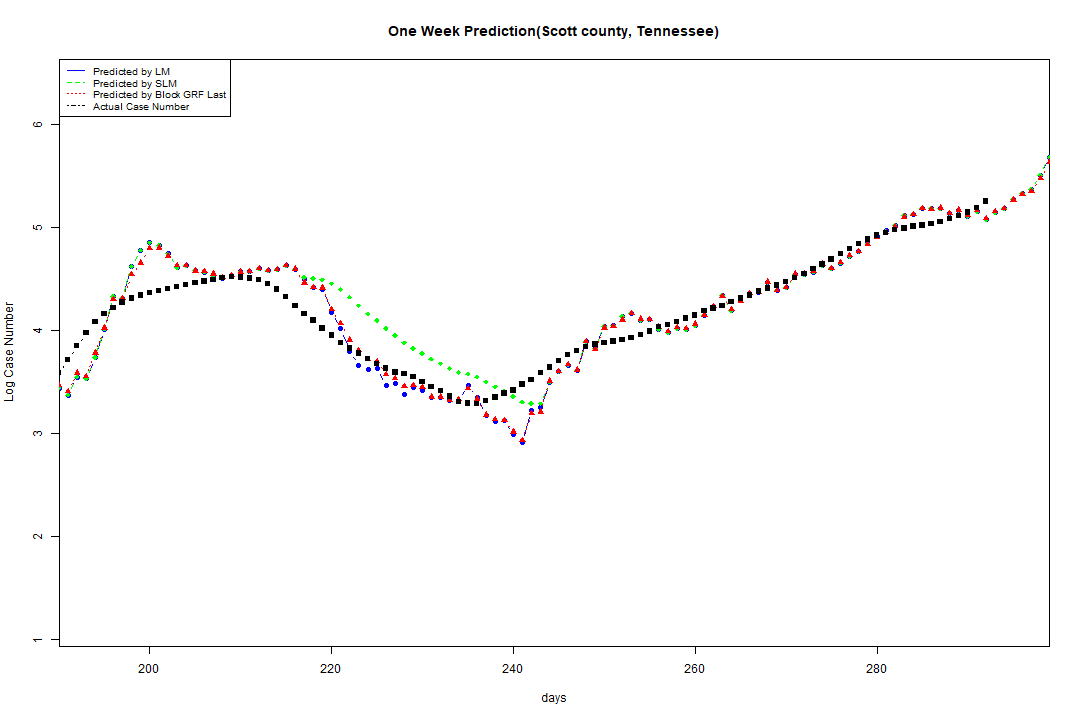 One Week Prediction(Scott county, Tennessee)
Predicted by LM
Predicted by SLM
Predicted by Block GRF Last
Actual Case Number
6
5
4
3
2
1
Log Case Number
200 220 240 260 280
days